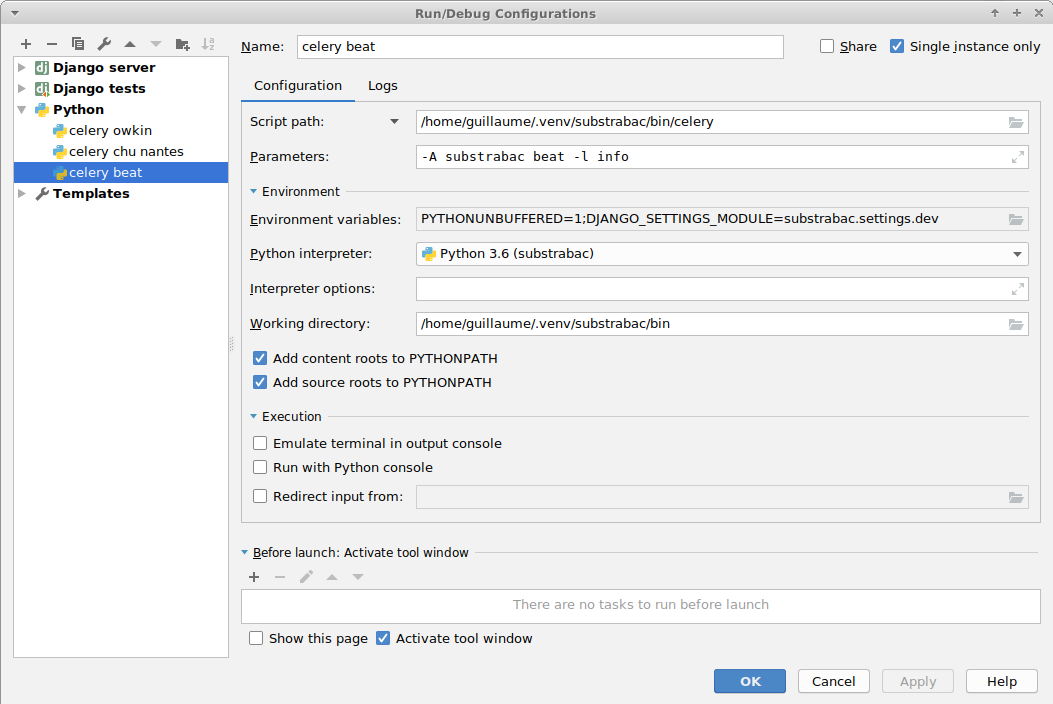 Run/Debug Configurations
Name: celery beat
Share
Single instance only
Django server
Django tests
Python
celery owkin
celery chu nantes
celery beat
Templates
Configuration
Logs
Script path: /home/guillaume/.venv/substrabac/bin/celery
Parameters: -A substrabac beat -l info
Environment
Environment variables: PYTHONUNBUFFERED=1;DJANGO_SETTINGS_MODULE=substrabac.settings.dev
Python interpreter: Python 3.6 (substrabac)
Interpreter options:
Working directory: /home/guillaume/.venv/substrabac/bin
Add content roots to PYTHONPATH
Add source roots to PYTHONPATH
Execution
Emulate terminal in output console
Run with Python console
Redirect input from:
Before launch: Activate tool window
There are no tasks to run before launch
Show this page
Activate tool window
OK
Cancel
Apply
Help